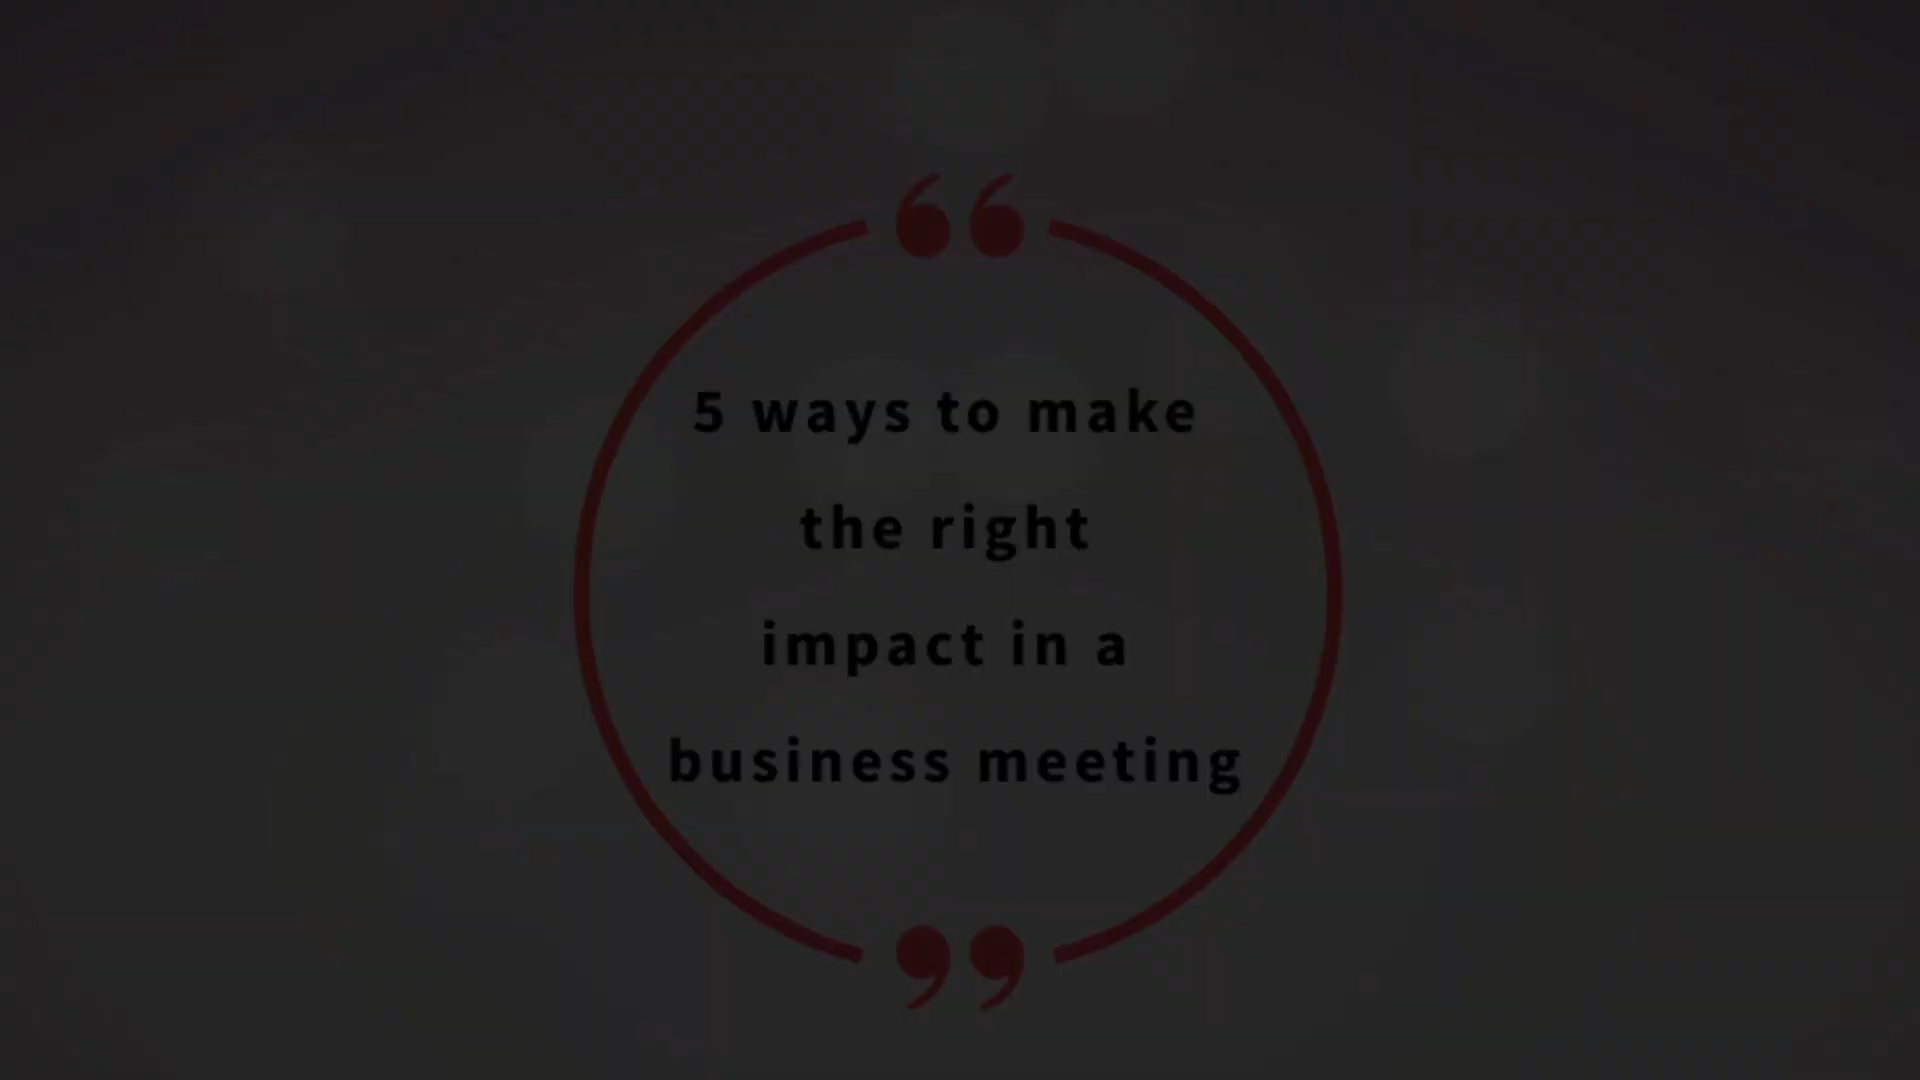 5 ways to make
the right
impact in a
business meeting